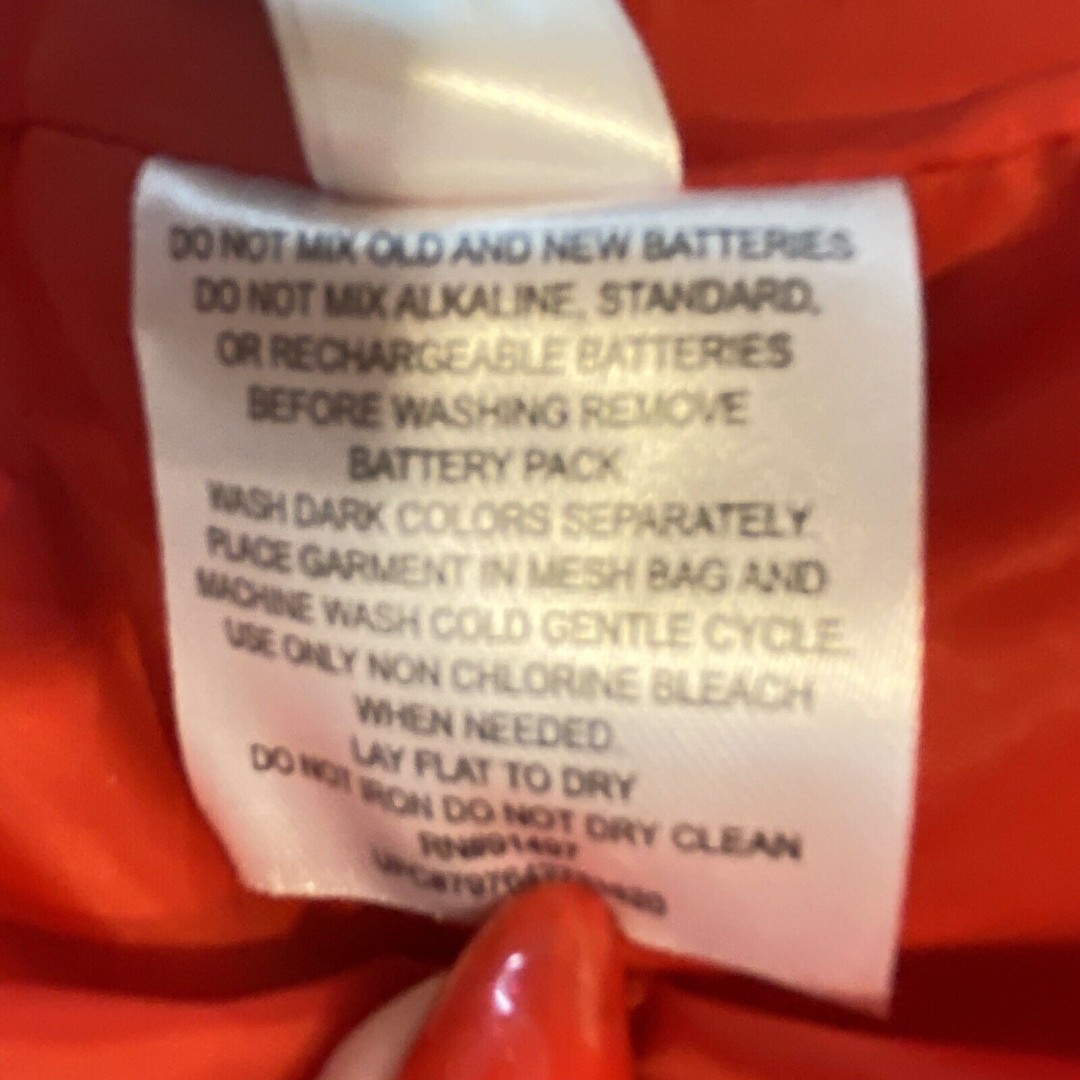 DO NOT MIX OLD AND NEW BATTERIES
DO NOT MIX ALKALINE, STANDARD,
OR RECHARGEABLE BATTERIES
BEFORE WASHING REMOVE
BATTERY PACK
WASH DARK COLORS SEPARATELY.
PLACE GARMENT IN MESH BAG AND
MACHINE WASH COLD GENTLE CYCLE.
USE ONLY NON CHLORINE BLEACH
WHEN NEEDED.
LAY FLAT TO DRY
DO NOT IRON DO NOT DRY CLEAN